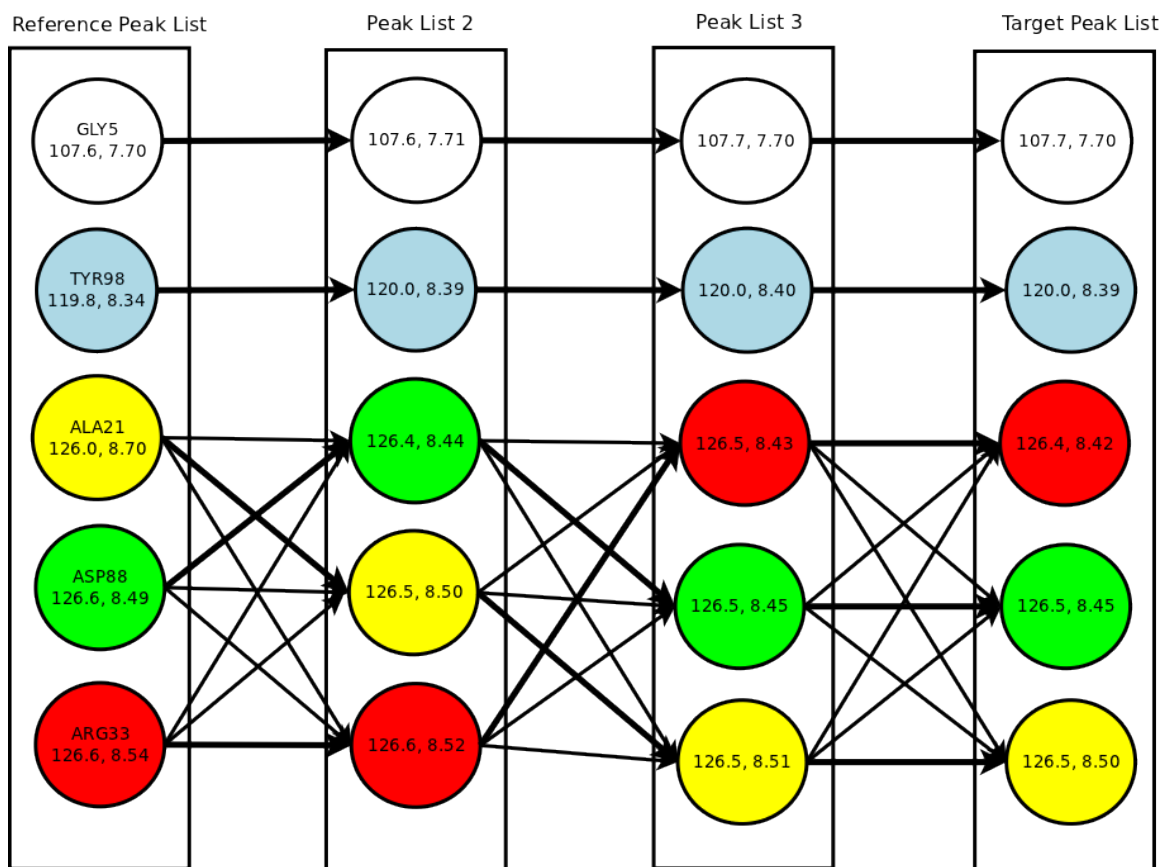 Reference Peak List
Peak List 2
Peak List 3
Target Peak List
GLY5
107.6, 7.70
107.6, 7.71
107.7, 7.70
107.7, 7.70
TYR98
119.8, 8.34
120.0, 8.39
120.0, 8.40
120.0, 8.39
ALA21
126.0, 8.70
126.4, 8.44
126.5, 8.43
126.4, 8.42
ASP88
126.6, 8.49
126.5, 8.50
126.5, 8.45
126.5, 8.45
ARG33
126.6, 8.54
126.6, 8.52
126.5, 8.51
126.5, 8.50